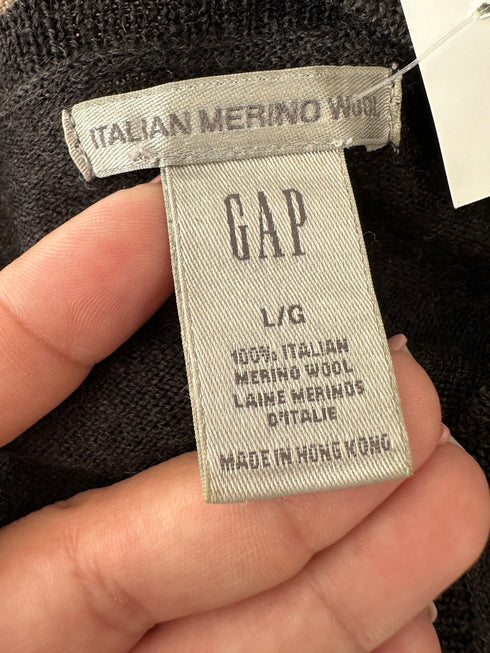 ITALIAN MERINO WOOL
GAP
L/G
100% ITALIAN
MERINO WOOL
LAINE MERINOS
D'ITALIE
MADE IN HONG KONG